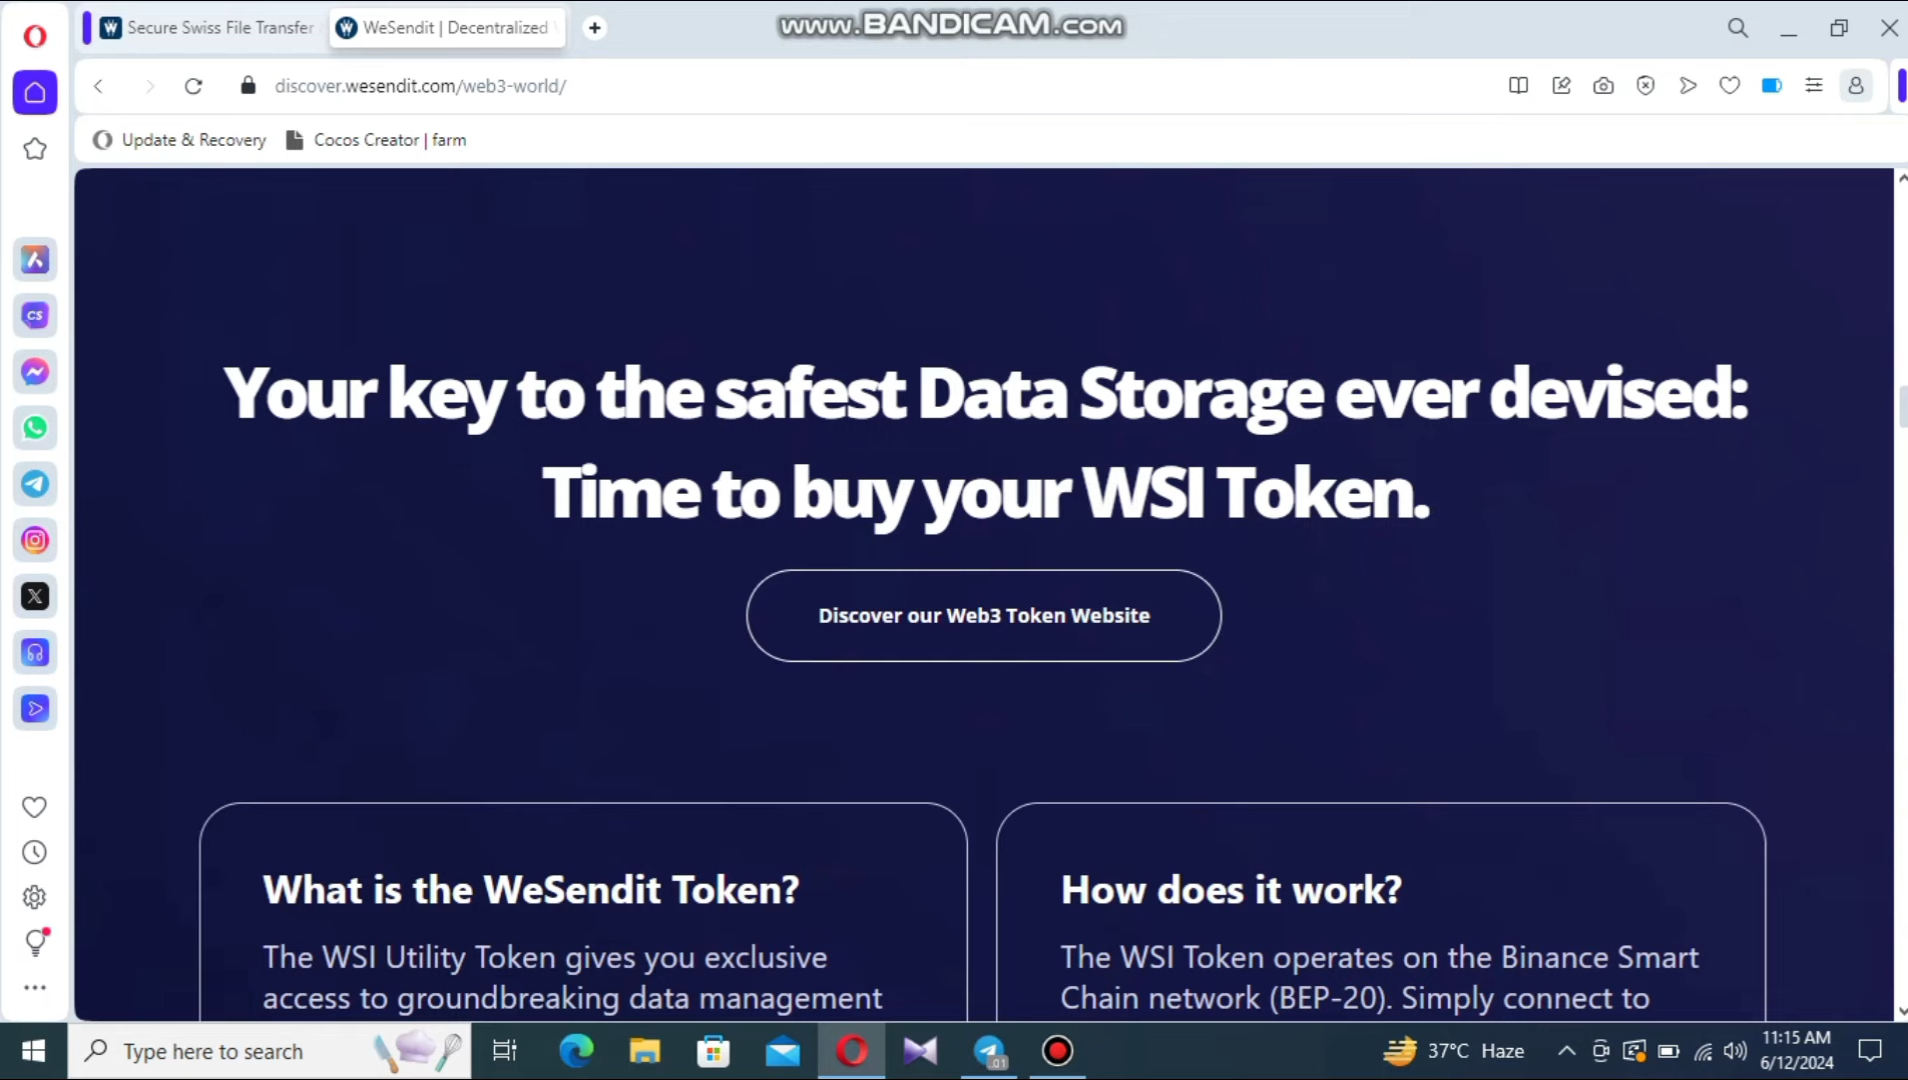 www.BANDICAM.com
Secure Swiss File Transfer
WeSendit | Decentralized
discover.wesendit.com/web3-world/
Update & Recovery
Cocos Creator | farm
Your key to the safest Data Storage ever devised:
Time to buy your WSI Token.
Discover our Web3 Token Website
What is the WeSendit Token?
The WSI Utility Token gives you exclusive
access to groundbreaking data management
How does it work?
The WSI Token operates on the Binance Smart
Chain network (BEP-20). Simply connect to
CS
Type here to search
01
37°C Haze
11:15 AM
6/12/2024